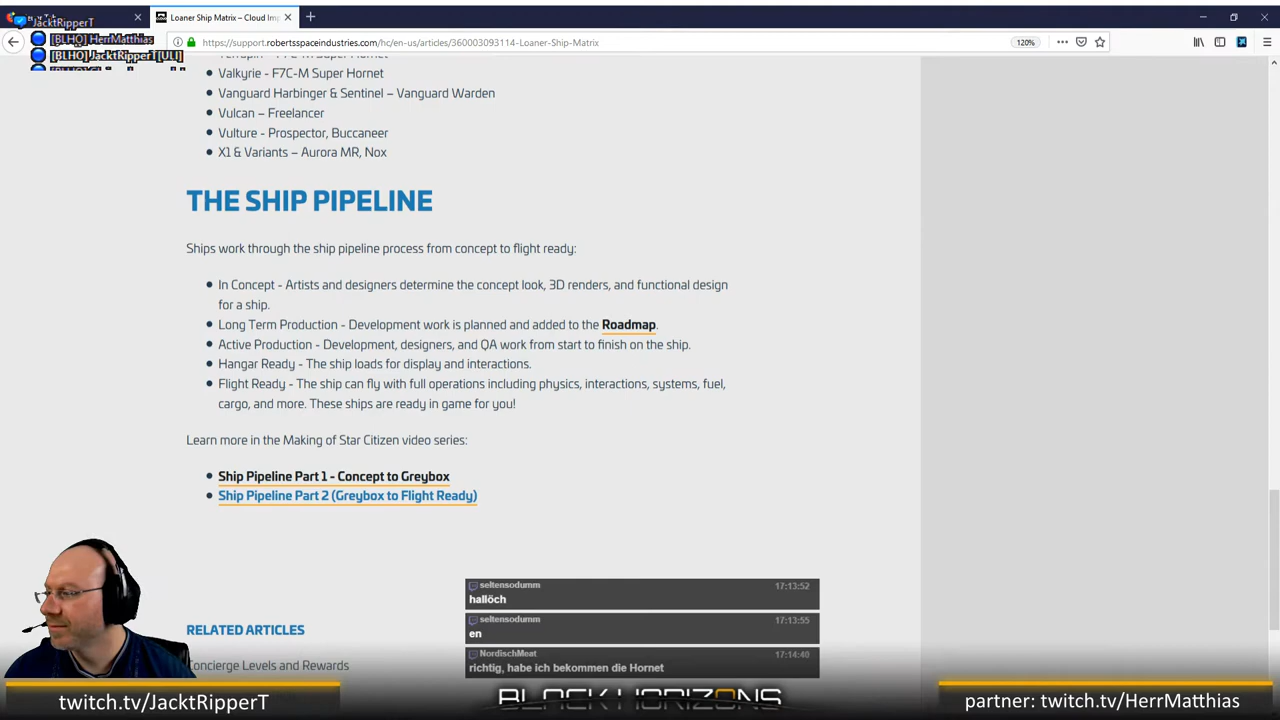 JacktRipperT
Loaner Ship Matrix – Cloud Im
[BLHO] HerrMatthias
https://support.robertsspaceindustries.com/hc/en-us/articles/360003093114-Loaner-Ship-Matrix
120%
[BLHO] JacktRipperT[ULI]
Valkyrie - F7C-M Super Hornet
Vanguard Harbinger & Sentinel – Vanguard Warden
Vulcan – Freelancer
Vulture - Prospector, Buccaneer
X1 & Variants – Aurora MR, Nox
THE SHIP PIPELINE
Ships work through the ship pipeline process from concept to flight ready:
In Concept - Artists and designers determine the concept look, 3D renders, and functional design
for a ship.
Long Term Production - Development work is planned and added to the Roadmap.
Active Production - Development, designers, and QA work from start to finish on the ship.
Hangar Ready - The ship loads for display and interactions.
Flight Ready - The ship can fly with full operations including physics, interactions, systems, fuel,
cargo, and more. These ships are ready in game for you!
Learn more in the Making of Star Citizen video series:
Ship Pipeline Part 1 - Concept to Greybox
Ship Pipeline Part 2 (Greybox to Flight Ready)
seltensodumm 17:13:52
hallöch
seltensodumm 17:13:55
en
NordischMeat 17:14:40
richtig, habe ich bekommen die Hornet
RELATED ARTICLES
Concierge Levels and Rewards
BLACK HORIZONS
twitch.tv/JacktRipperT
partner: twitch.tv/HerrMatthias